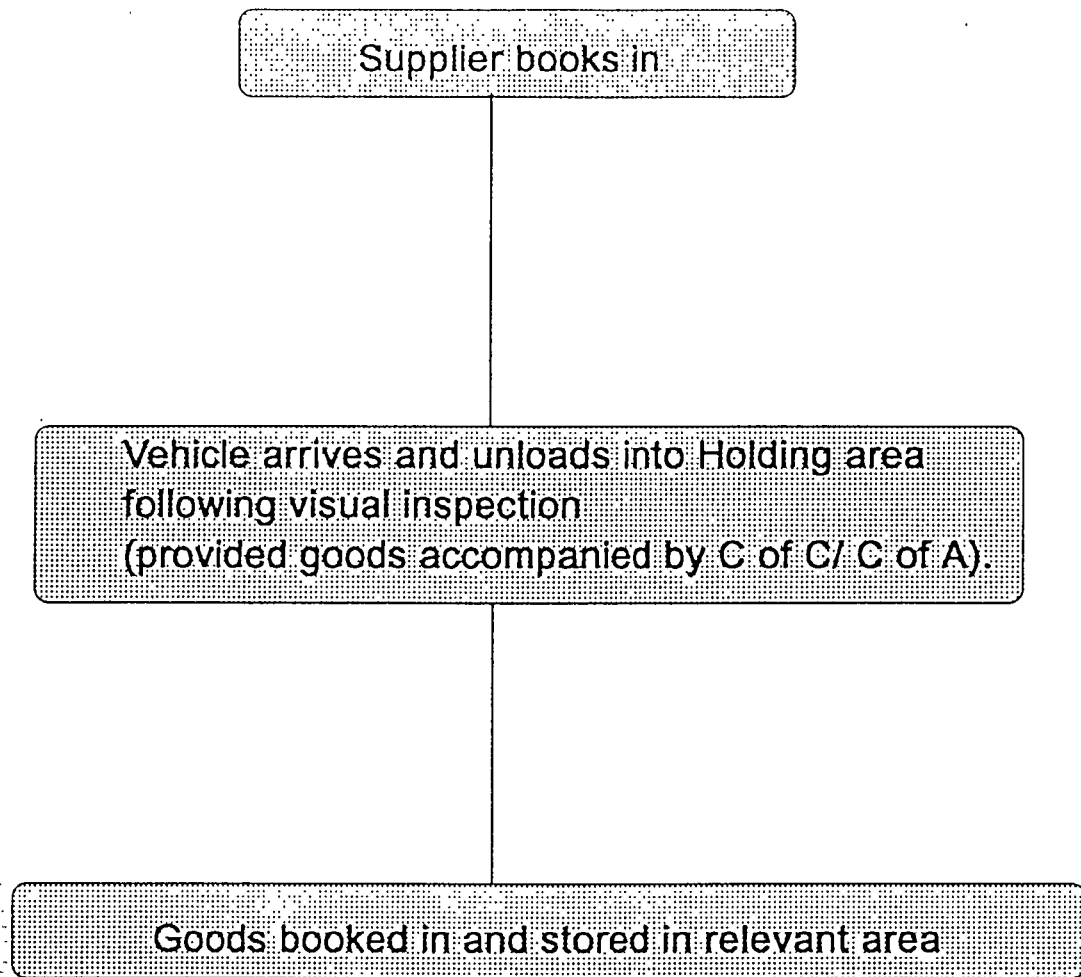 Supplier books in
Vehicle arrives and unloads into Holding area
following visual inspection
(provided goods accompanied by C of C/ C of A).
Goods booked in and stored in relevant area